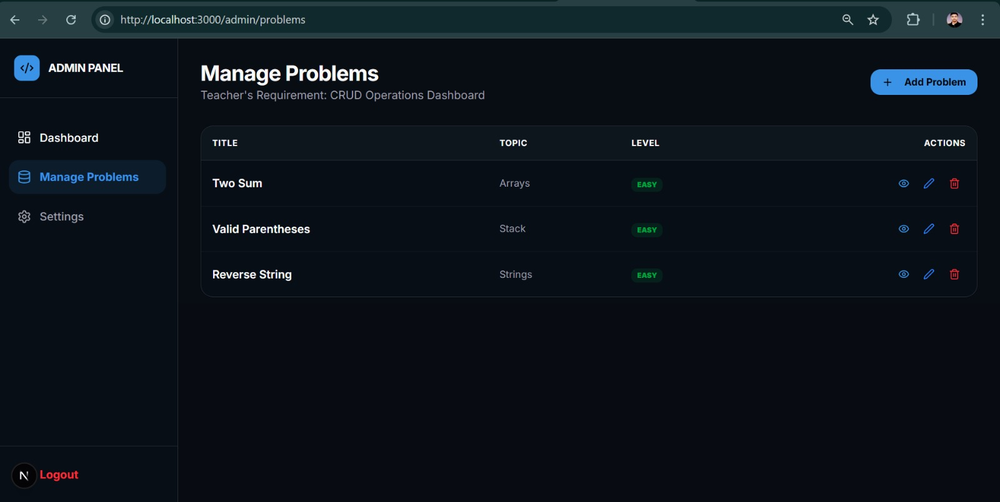 http://localhost:3000/admin/problems
</> ADMIN PANEL
Dashboard
Manage Problems
Settings
N Logout
Manage Problems
Teacher's Requirement: CRUD Operations Dashboard
+ Add Problem
TITLE TOPIC LEVEL ACTIONS
Two Sum Arrays EASY
Valid Parentheses Stack EASY
Reverse String Strings EASY